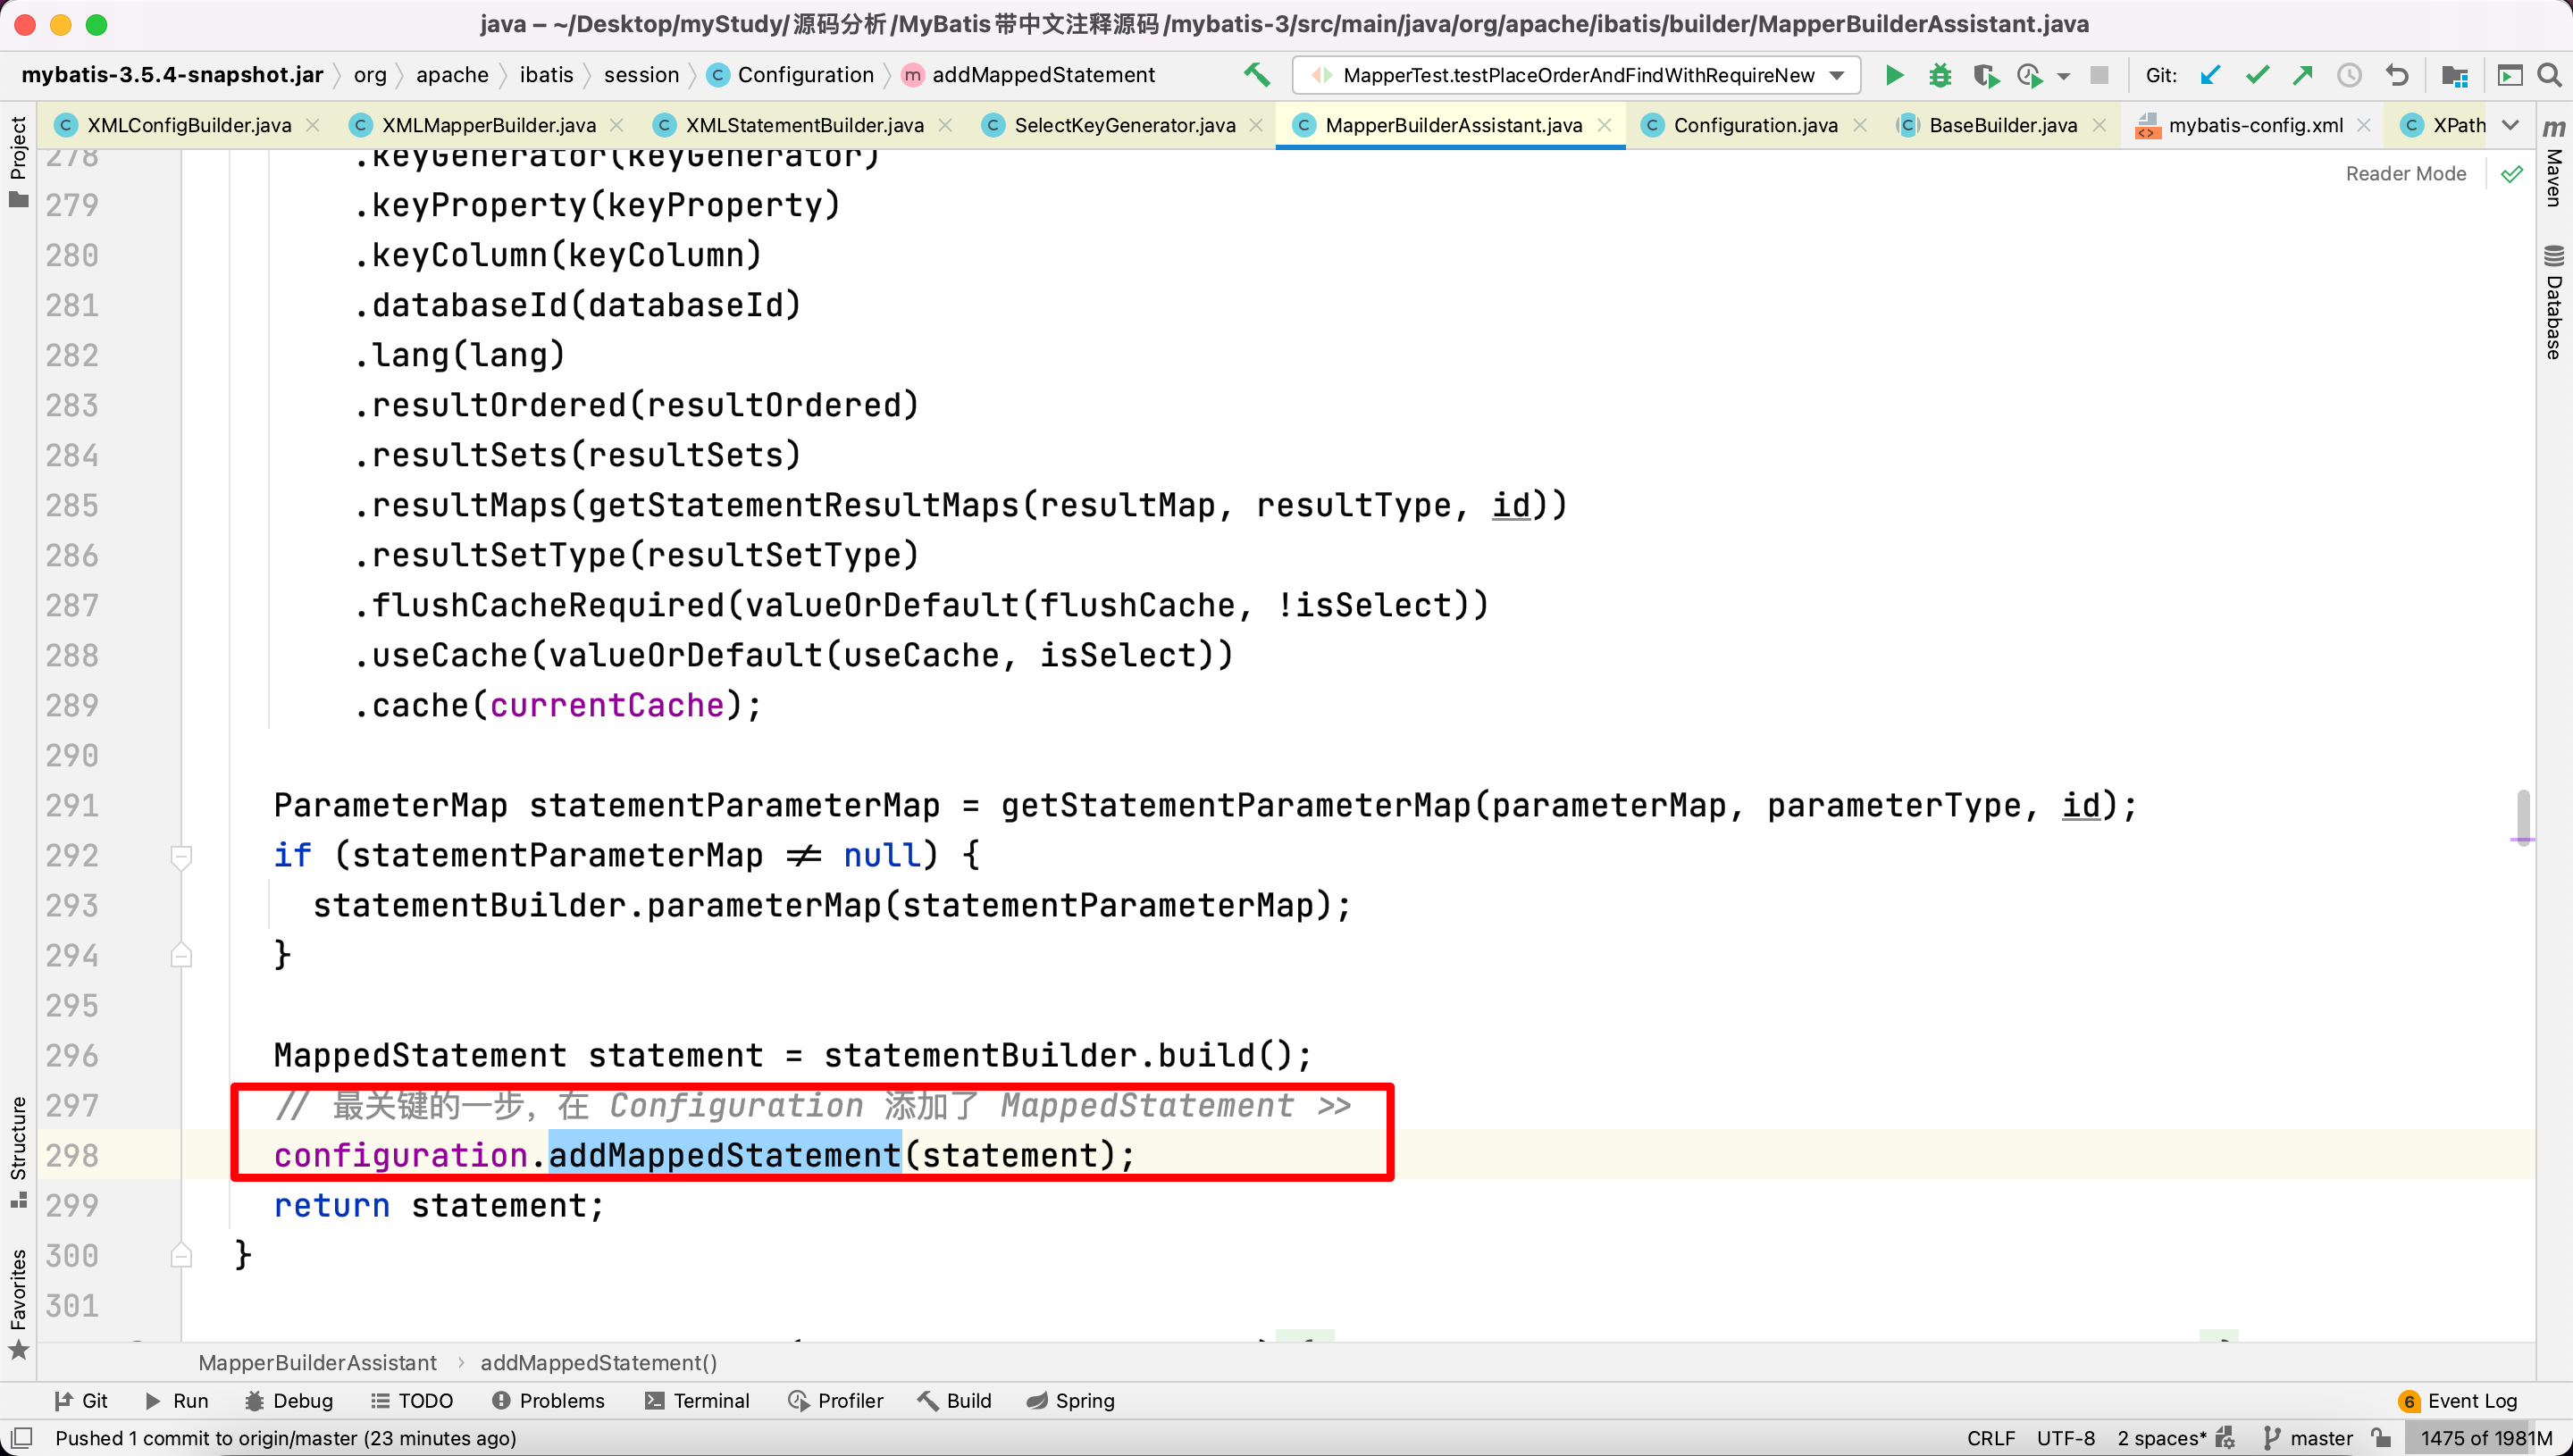 java – ~/Desktop/myStudy/源码分析/MyBatis带中文注释源码/mybatis-3/src/main/java/org/apache/ibatis/builder/MapperBuilderAssistant.java
mybatis-3.5.4-snapshot.jar org apache ibatis session Configuration addMappedStatement MapperTest.testPlaceOrderAndFindWithRequireNew Git:
XMLConfigBuilder.java XMLMapperBuilder.java XMLStatementBuilder.java SelectKeyGenerator.java MapperBuilderAssistant.java Configuration.java BaseBuilder.java mybatis-config.xml XPath
Project
Structure
Favorites
Maven
Database
Reader Mode
278 .keyGenerator(keyGenerator)
279 .keyProperty(keyProperty)
280 .keyColumn(keyColumn)
281 .databaseId(databaseId)
282 .lang(lang)
283 .resultOrdered(resultOrdered)
284 .resultSets(resultSets)
285 .resultMaps(getStatementResultMaps(resultMap, resultType, id))
286 .resultSetType(resultSetType)
287 .flushCacheRequired(valueOrDefault(flushCache, !isSelect))
288 .useCache(valueOrDefault(useCache, isSelect))
289 .cache(currentCache);
290
291 ParameterMap statementParameterMap = getStatementParameterMap(parameterMap, parameterType, id);
292 if (statementParameterMap ≠ null) {
293 statementBuilder.parameterMap(statementParameterMap);
294 }
295
296 MappedStatement statement = statementBuilder.build();
297 // 最关键的一步，在 Configuration 添加了 MappedStatement >>
298 configuration.addMappedStatement(statement);
299 return statement;
300 }
301
MapperBuilderAssistant › addMappedStatement()
Git Run Debug TODO Problems Terminal Profiler Build Spring 6 Event Log
Pushed 1 commit to origin/master (23 minutes ago) CRLF UTF-8 2 spaces* master 1475 of 1981M